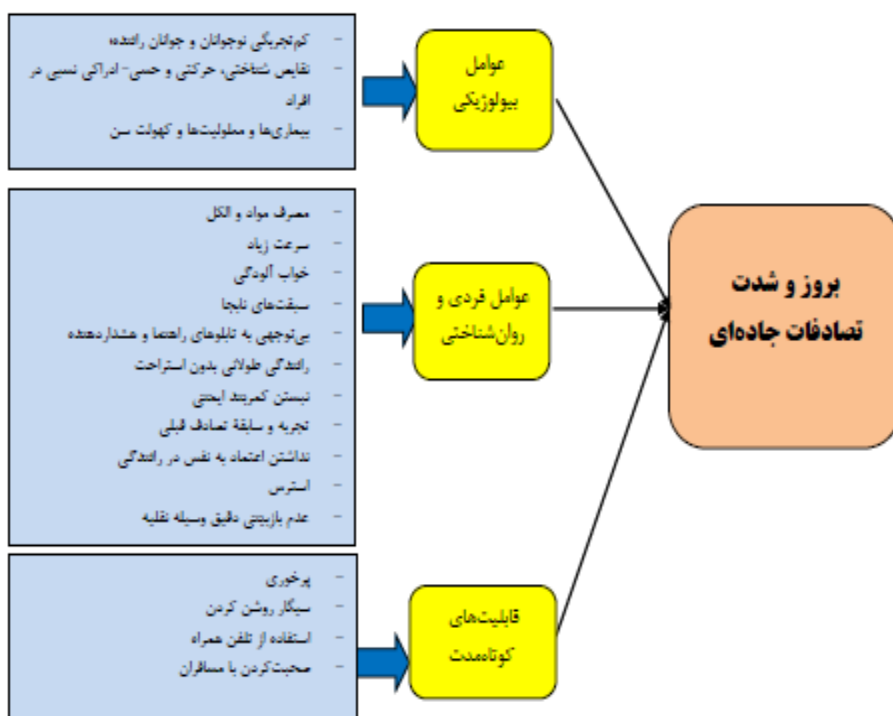 - کم‌تجربگی نوجوانان و جوانان راننده
- نقایص شناختی، حرکتی و حسی- ادراکی نسبی در
افراد
- بیماری‌ها و معلولیت‌ها و کهولت سن
عوامل
بیولوژیکی
- مصرف مواد و الکل
- سرعت زیاد
- خواب آلودگی
- سبقت‌های نابجا
- بی‌توجهی به تابلوهای راهنما و هشداردهنده
- رانندگی طولانی بدون استراحت
- نبستن کمربند ایمنی
- تجربه و سابقة تصادف قبلی
- نداشتن اعتماد به نفس در رانندگی
- استرس
- عدم بازبینی دقیق وسیله نقلیه
عوامل فردی و
روان‌شناختی
- پرخوری
- سیگار روشن کردن
- استفاده از تلفن همراه
- صحبت‌کردن با مسافران
قابلیت‌های
کوتاه‌مدت
بروز و شدت
تصادفات جاده‌ای